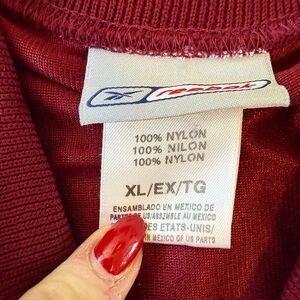 Reebok
100% NYLON
100% NILON
100% NYLON
XL/EX/TG
ENSAMBLADO EN MEXICO DE
DE US/ASSEMBLE AU MEXICO
DES ETATS-UNIS/
IN MEXICO OF US PARTS